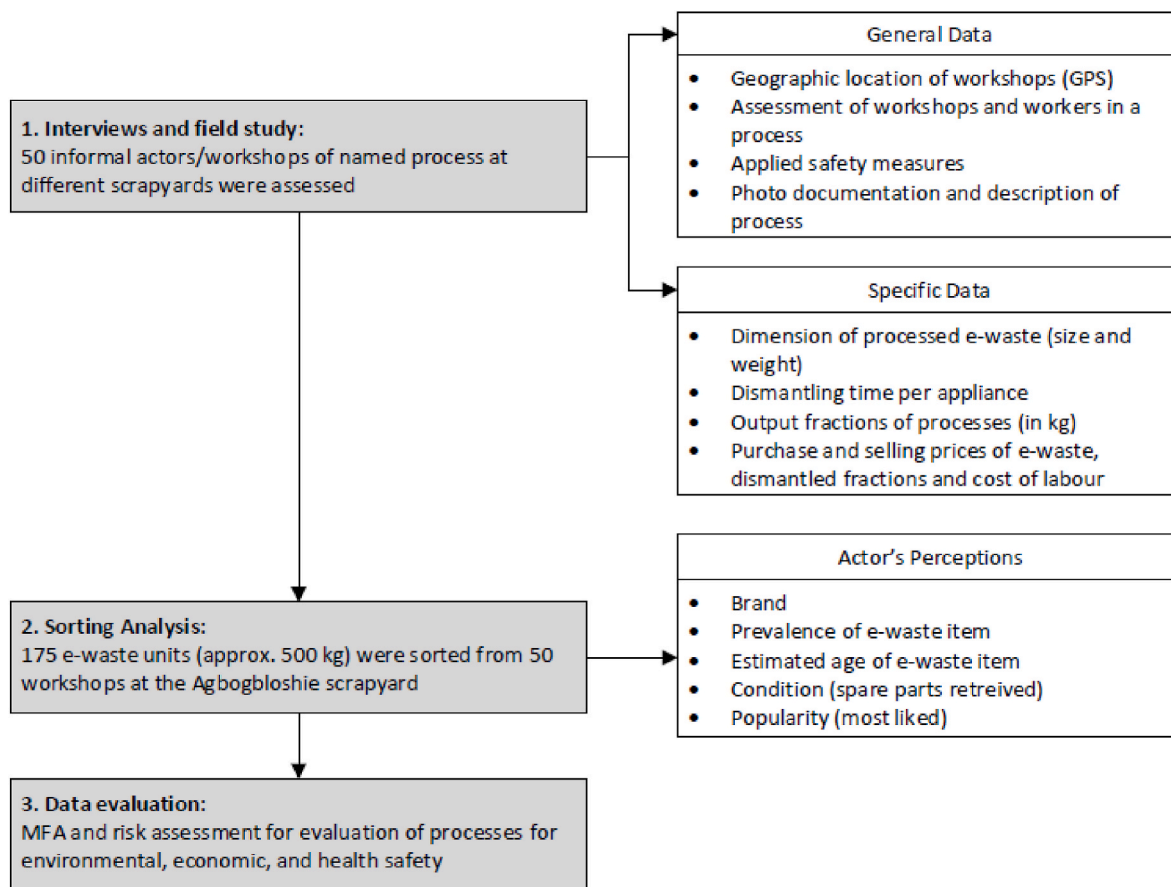 1. Interviews and field study:
50 informal actors/workshops of named process at
different scrapyards were assessed
General Data
• Geographic location of workshops (GPS)
• Assessment of workshops and workers in a
process
• Applied safety measures
• Photo documentation and description of
process
Specific Data
• Dimension of processed e-waste (size and
weight)
• Dismantling time per appliance
• Output fractions of processes (in kg)
• Purchase and selling prices of e-waste,
dismantled fractions and cost of labour
2. Sorting Analysis:
175 e-waste units (approx. 500 kg) were sorted from 50
workshops at the Agbogbloshie scrapyard
Actor’s Perceptions
• Brand
• Prevalence of e-waste item
• Estimated age of e-waste item
• Condition (spare parts retreived)
• Popularity (most liked)
3. Data evaluation:
MFA and risk assessment for evaluation of processes for
environmental, economic, and health safety